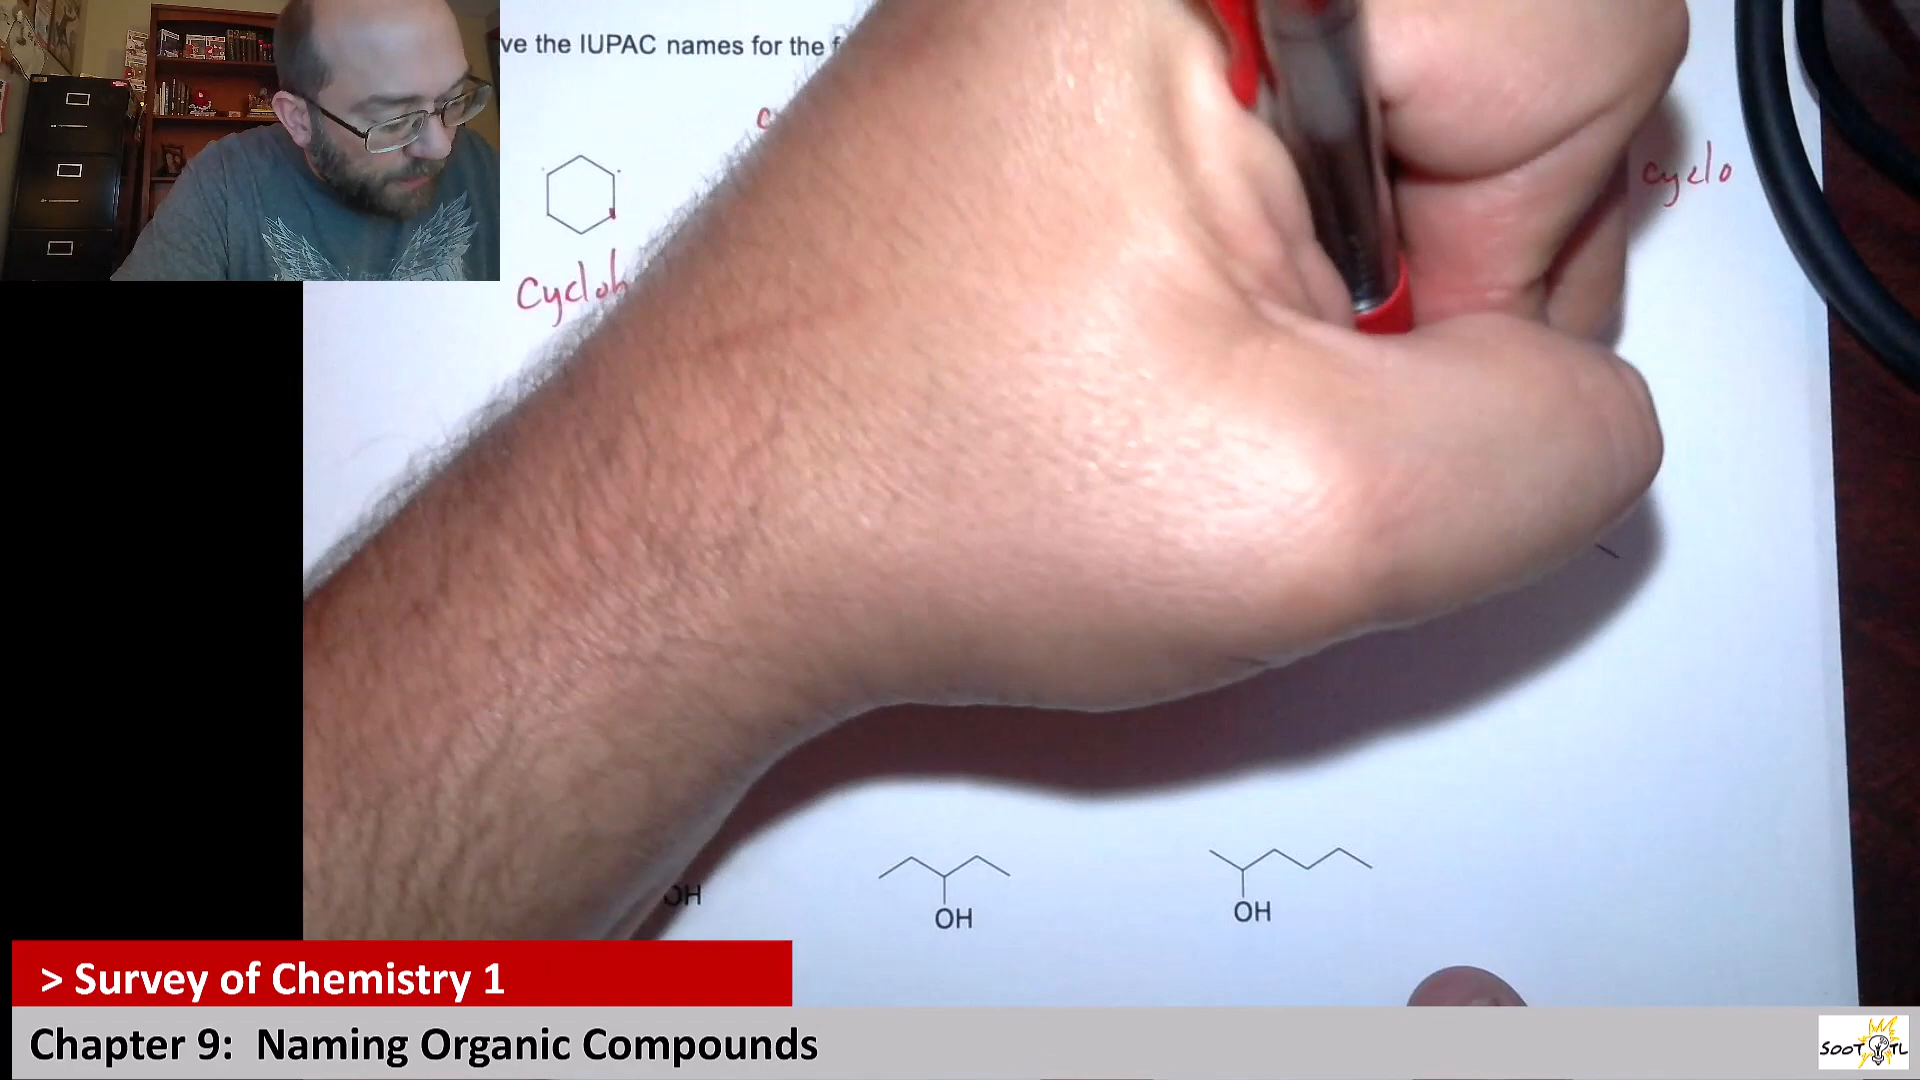 ve the IUPAC names for the
cyclo
Cycloh
OH
OH
OH
> Survey of Chemistry 1
Chapter 9: Naming Organic Compounds
SOOT TL